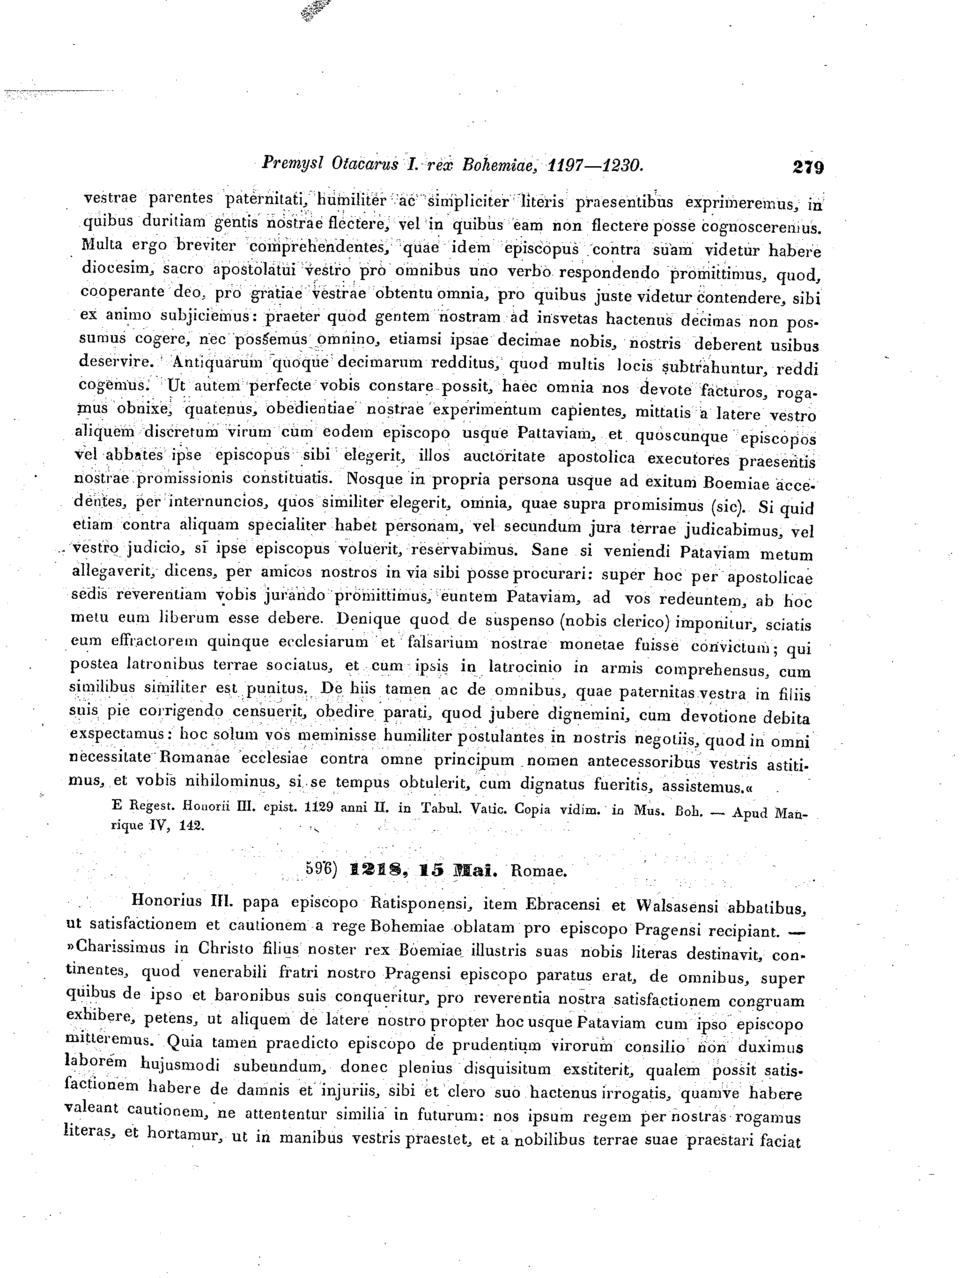 Premysl Otacarus I. rex Bohemiae, 1197—1230. 279
vestrae parentes paternitati, humiliter ac simpliciter literis praesentibus exprimeremus, in
quibus duritiam gentis nostrae flectere, vel in quibus eam non flectere posse cognosceremus.
Multa ergo breviter comprehendentes, quae idem episcopus contra suam videtur habere
diocesim, sacro apostolatui vestro pro omnibus uno verbo respondendo promittimus, quod,
cooperante deo, pro gratiae vestrae obtentu omnia, pro quibus juste videtur contendere, sibi
ex animo subjiciemus: praeter quod gentem nostram ad insvetas hactenus decimas non pos-
sumus cogere, nec possemus omnino, etiamsi ipsae decimae nobis, nostris deberent usibus
deservire. Antiquarum quoque decimarum redditus, quod multis locis subtrahuntur, reddi
cogemus. Ut autem perfecte vobis constare possit, haec omnia nos devote facturos, roga-
mus obnixe, quatenus, obedientiae nostrae experimentum capientes, mittatis a latere vestro
aliquem discretum virum cum eodem episcopo usque Pattaviam, et quoscunque episcopos
vel abbates ipse episcopus sibi elegerit, illos auctoritate apostolica executores praesentis
nostrae promissionis constituatis. Nosque in propria persona usque ad exitum Boemiae acce-
dentes, per internuncios, quos similiter elegerit, omnia, quae supra promisimus (sic). Si quid
etiam contra aliquam specialiter habet personam, vel secundum jura terrae judicabimus, vel
vestro judicio, si ipse episcopus voluerit, reservabimus. Sane si veniendi Pataviam metum
allegaverit, dicens, per amicos nostros in via sibi posse procurari: super hoc per apostolicae
sedis reverentiam vobis jurando promittimus, euntem Pataviam, ad vos redeuntem, ab hoc
metu eum liberum esse debere. Denique quod de suspenso (nobis clerico) imponitur, sciatis
eum effractorem quinque ecclesiarum et falsarium nostrae monetae fuisse convictum; qui
postea latronibus terrae sociatus, et cum ipsis in latrocinio in armis comprehensus, cum
similibus similiter est punitus. De hiis tamen ac de omnibus, quae paternitas vestra in filiis
suis pie corrigendo censuerit, obedire parati, quod jubere dignemini, cum devotione debita
exspectamus: hoc solum vos meminisse humiliter postulantes in nostris negotiis, quod in omni
necessitate Romanae ecclesiae contra omne principum nomen antecessoribus vestris astiti-
mus, et vobis nihilominus, si se tempus obtulerit, cum dignatus fueritis, assistemus.«
E Regest. Honorii III. epist. 1129 anni II. in Tabul. Vatic. Copia vidim. in Mus. Boh. — Apud Man-
rique IV, 142.
596) 1218, 15 Mai. Romae.
Honorius III. papa episcopo Ratisponensi, item Ebracensi et Walsasensi abbatibus,
ut satisfactionem et cautionem a rege Bohemiae oblatam pro episcopo Pragensi recipiant. —
»Charissimus in Christo filius noster rex Boemiae illustris suas nobis literas destinavit, con-
tinentes, quod venerabili fratri nostro Pragensi episcopo paratus erat, de omnibus, super
quibus de ipso et baronibus suis conqueritur, pro reverentia nostra satisfactionem congruam
exhibere, petens, ut aliquem de latere nostro propter hoc usque Pataviam cum ipso episcopo
mitteremus. Quia tamen praedicto episcopo de prudentium virorum consilio non duximus
laborem hujusmodi subeundum, donec plenius disquisitum exstiterit, qualem possit satis-
factionem habere de damnis et injuriis, sibi et clero suo hactenus irrogatis, quamve habere
valeant cautionem, ne attententur similia in futurum: nos ipsum regem per nostras rogamus
literas, et hortamur, ut in manibus vestris praestet, et a nobilibus terrae suae praestari faciat